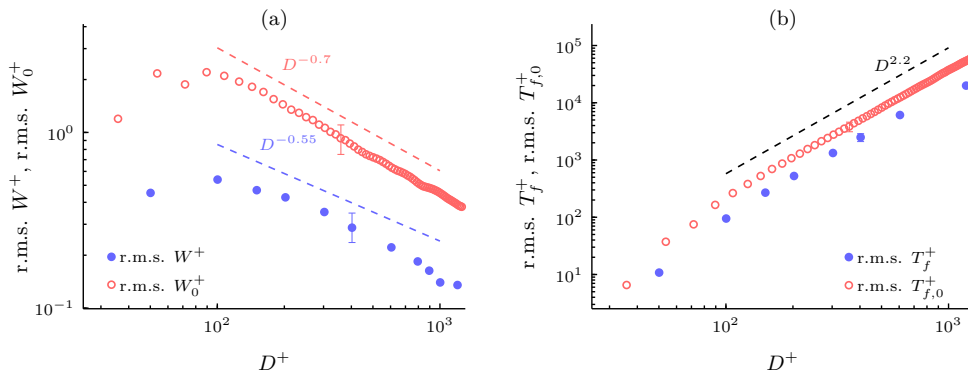 (a)
r.m.s. W^+, r.m.s. W_0^+
10^0
10^{-1}
D^{-0.7}
D^{-0.55}
r.m.s. W^+
r.m.s. W_0^+
10^2
10^3
D^+
(b)
r.m.s. T_f^+, r.m.s. T_{f,0}^+
10^5
10^4
10^3
10^2
10^1
D^{2.2}
r.m.s. T_f^+
r.m.s. T_{f,0}^+
10^2
10^3
D^+